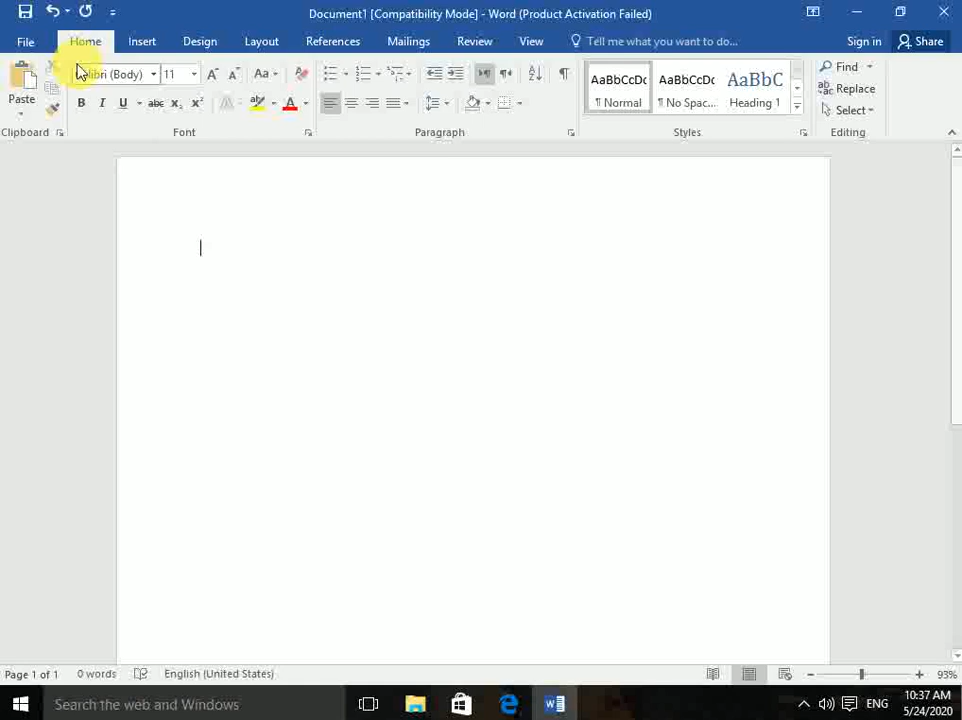 Document1 [Compatibility Mode] - Word (Product Activation Failed)
File Home Insert Design Layout References Mailings Review View Tell me what you want to do... Sign in Share
(Body) 11 Aa
Paste
B I U abc x₂ x² A ab A
AaBbCcDc AaBbCcDc AaBbC
¶ Normal ¶ No Spac... Heading 1
Find
Replace
Select
Clipboard Font Paragraph Styles Editing
Page 1 of 1 0 words English (United States) 93%
Search the web and Windows ENG
10:37 AM
5/24/2020